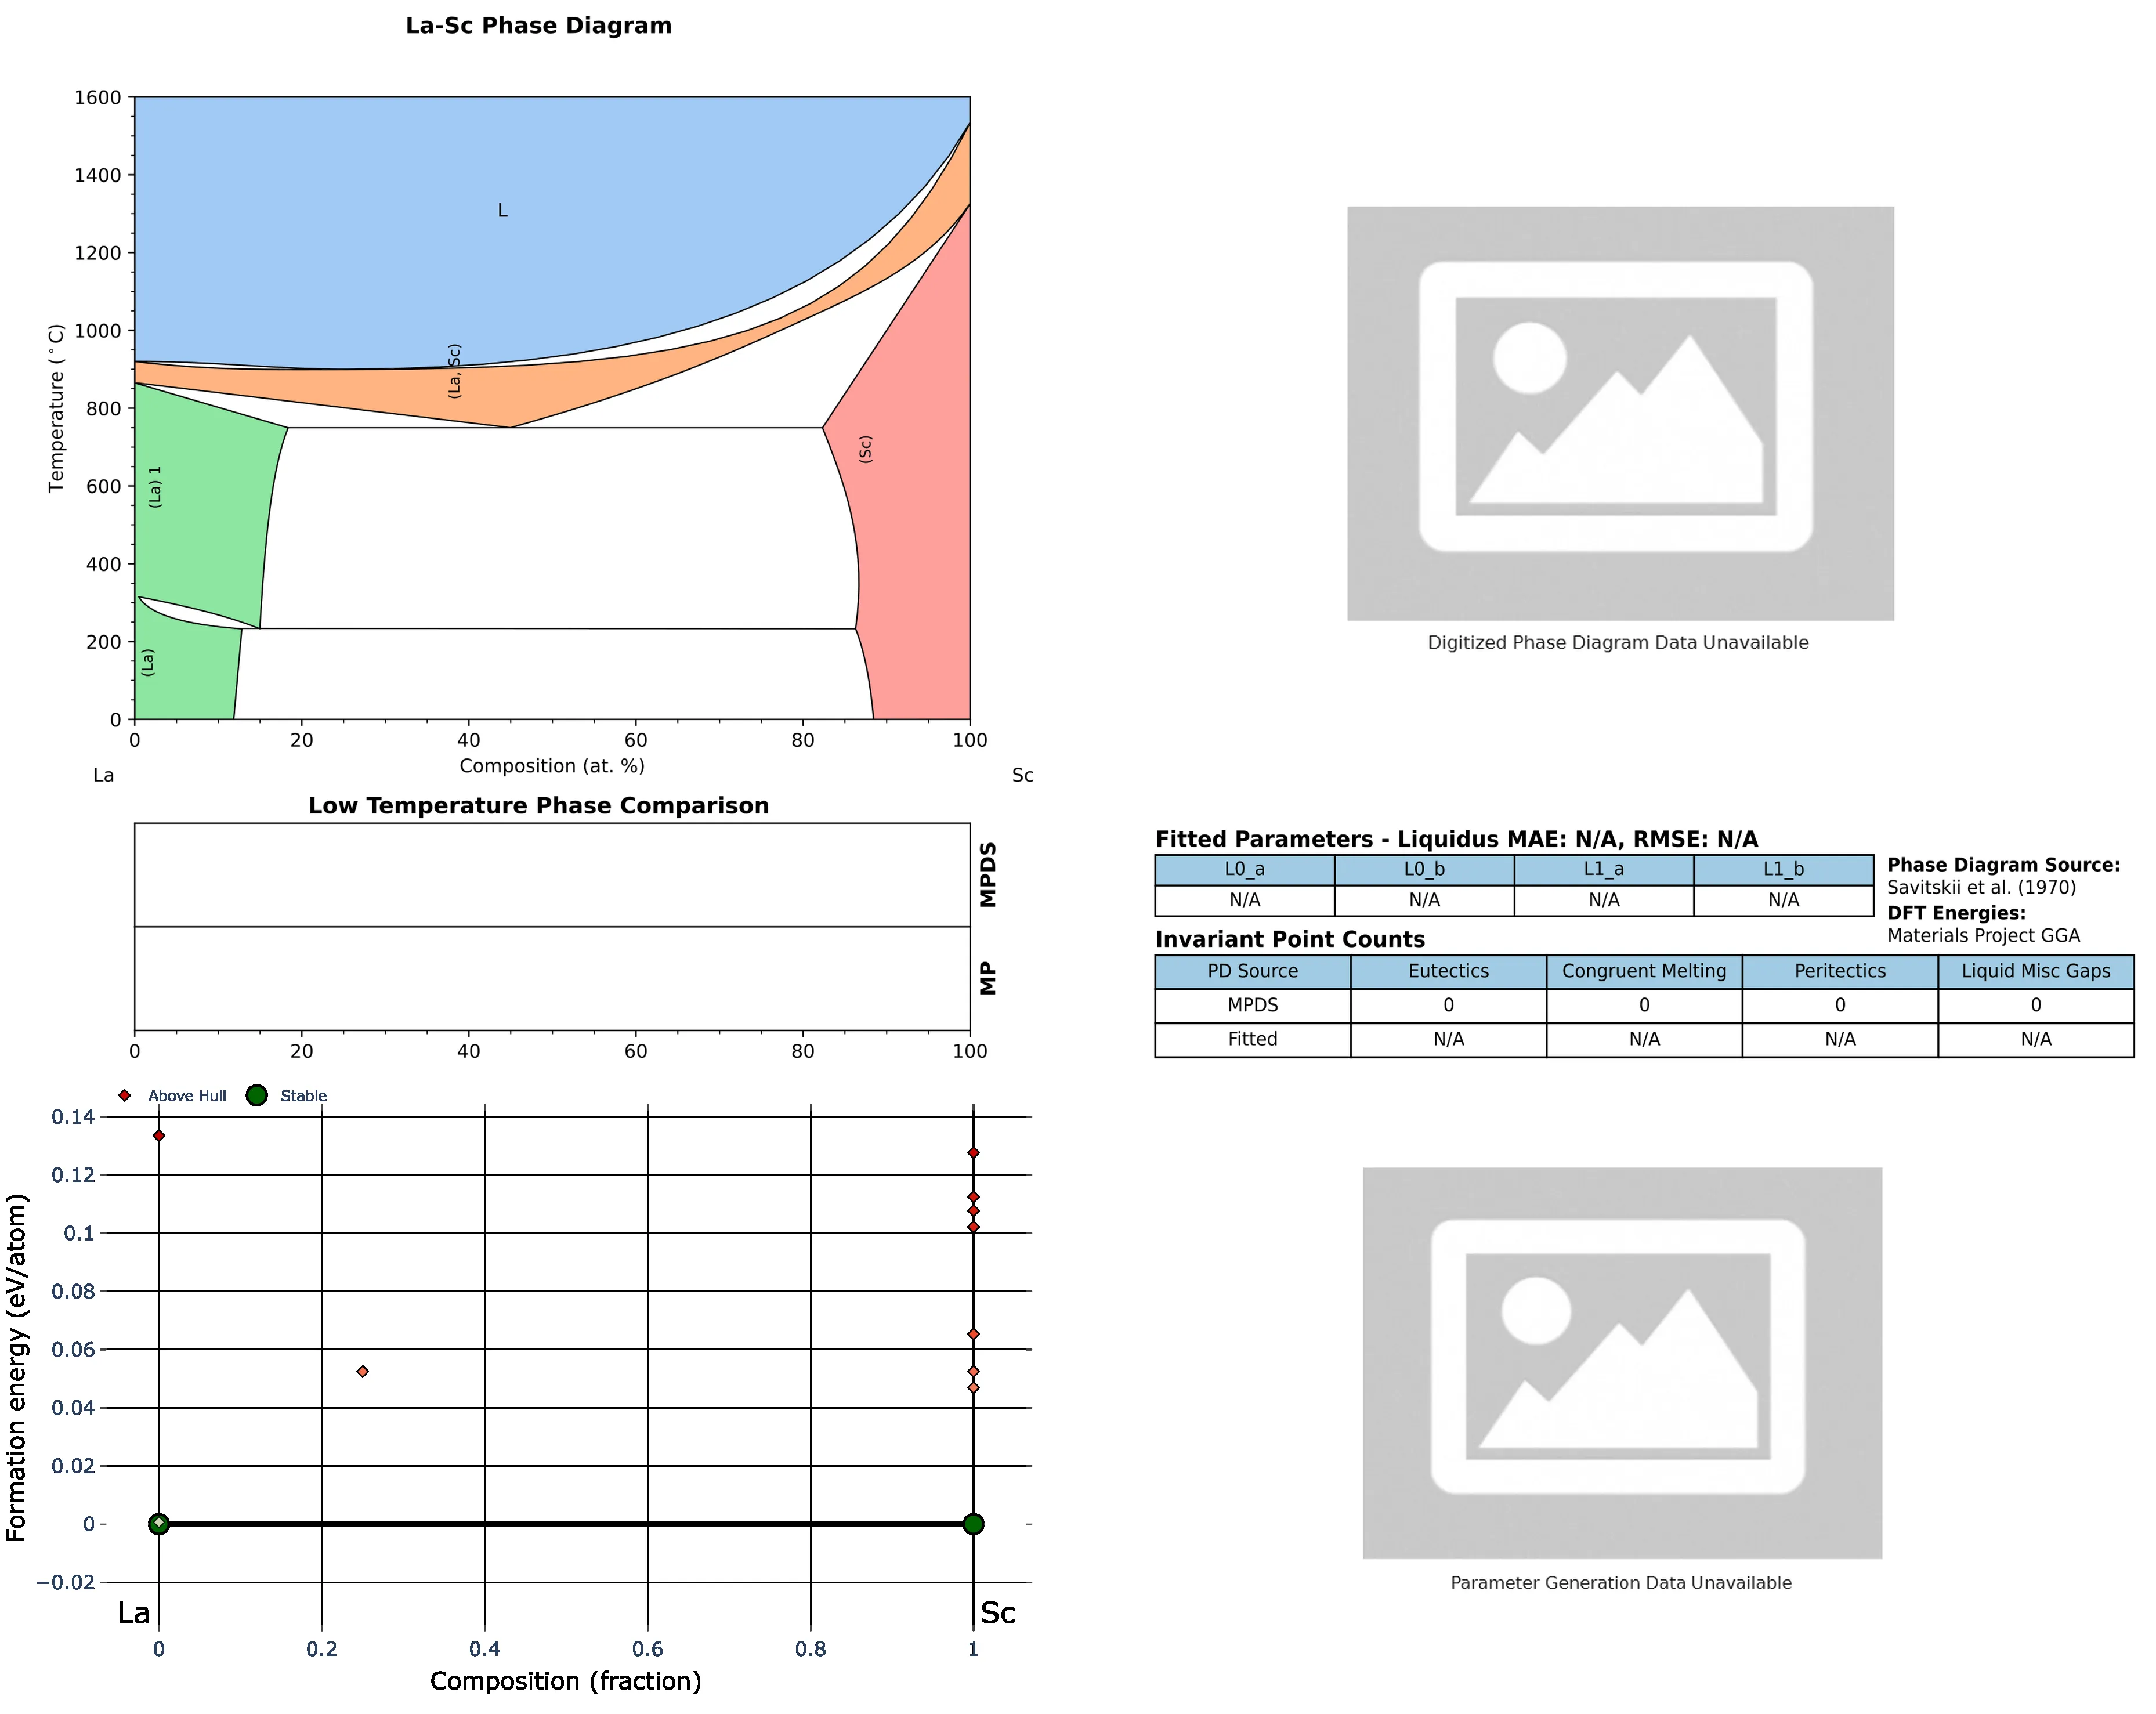 La-Sc Phase Diagram
1600
1400
1200
1000
800
600
400
200
0
Temperature (°C)
L
(La, Sc)
(La) 1
(La)
(Sc)
0 20 40 60 80 100
Composition (at. %)
La Sc
Digitized Phase Diagram Data Unavailable
Low Temperature Phase Comparison
MPDS
MP
0 20 40 60 80 100
Fitted Parameters - Liquidus MAE: N/A, RMSE: N/A
L0_a L0_b L1_a L1_b
N/A N/A N/A N/A
Phase Diagram Source:
Savitskii et al. (1970)
DFT Energies:
Materials Project GGA
Invariant Point Counts
PD Source Eutectics Congruent Melting Peritectics Liquid Misc Gaps
MPDS 0 0 0 0
Fitted N/A N/A N/A N/A
Above Hull Stable
0.14
0.12
0.1
0.08
0.06
0.04
0.02
0
−0.02
Formation energy (eV/atom)
La Sc
0 0.2 0.4 0.6 0.8 1
Composition (fraction)
Parameter Generation Data Unavailable